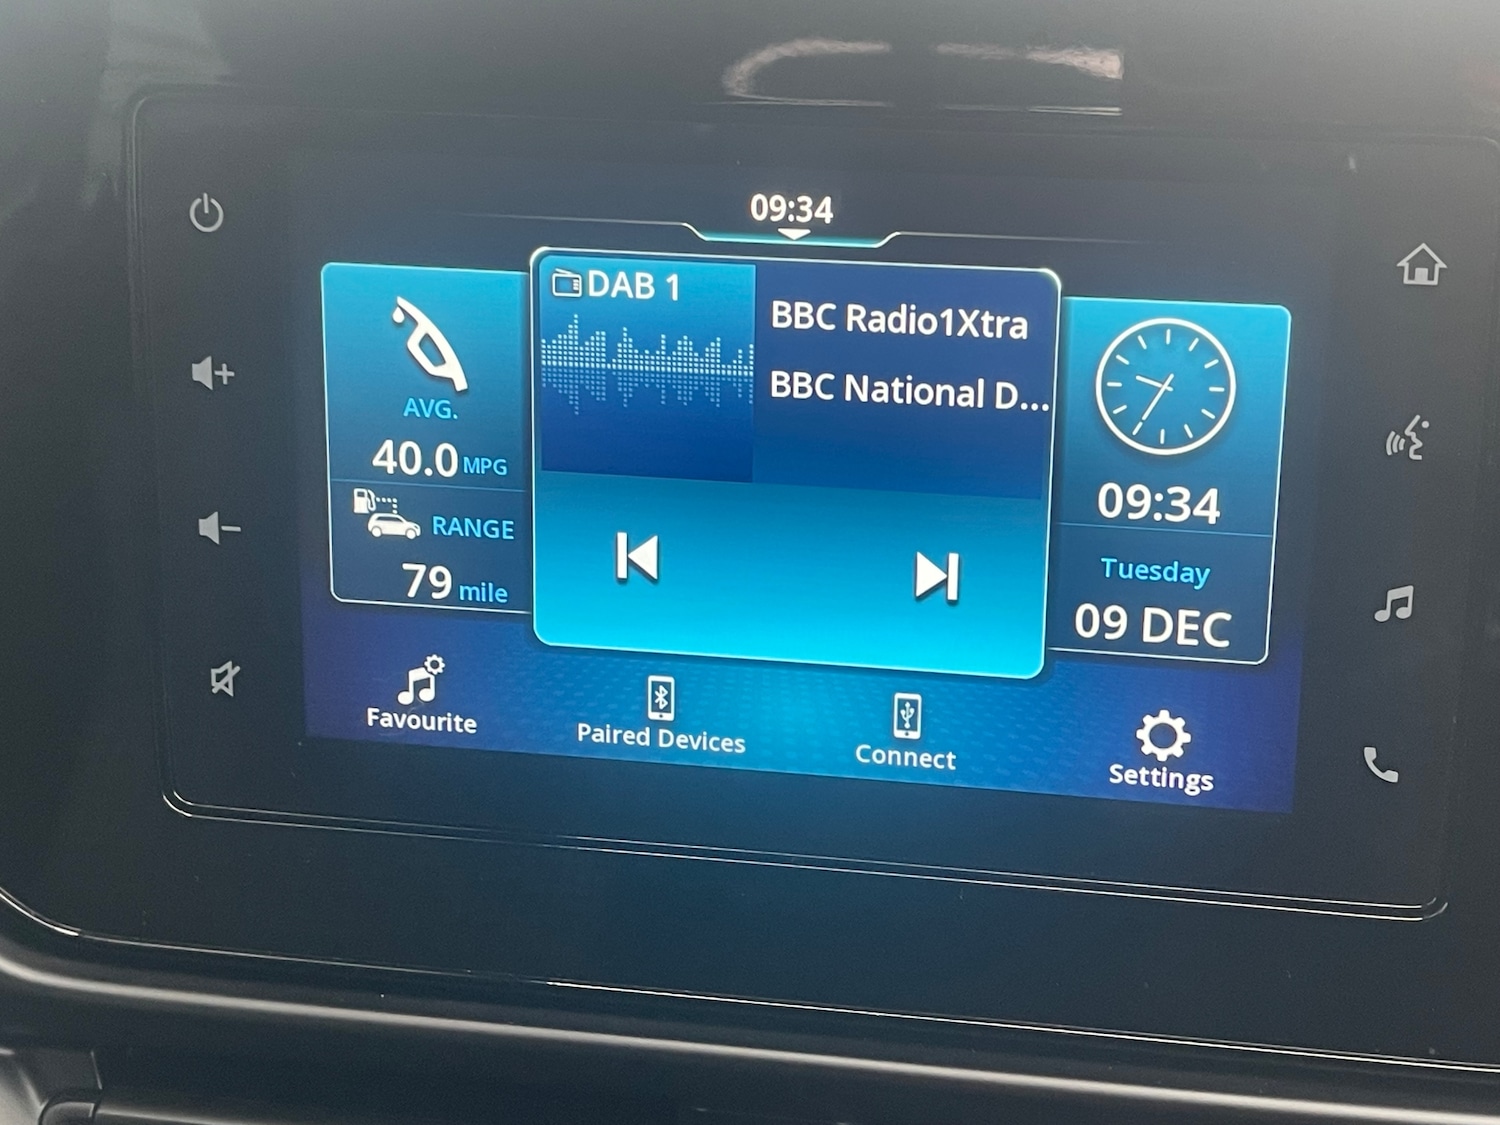 09:34
AVG.
40.0 MPG
RANGE
79 mile
DAB 1
BBC Radio1Xtra
BBC National D...
09:34
Tuesday
09 DEC
Favourite
Paired Devices
Connect
Settings